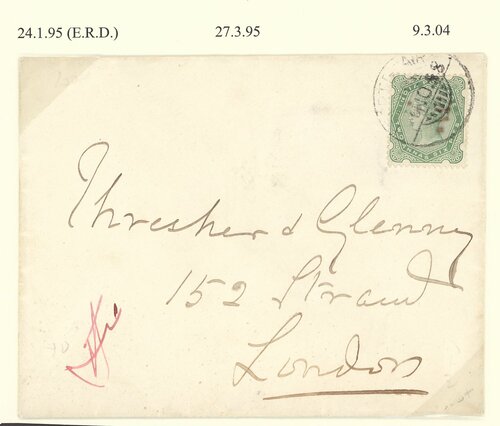 24.1.95 (E.R.D.) 27.3.95 9.3.04
Thresher & Glenny
152 Strand
London